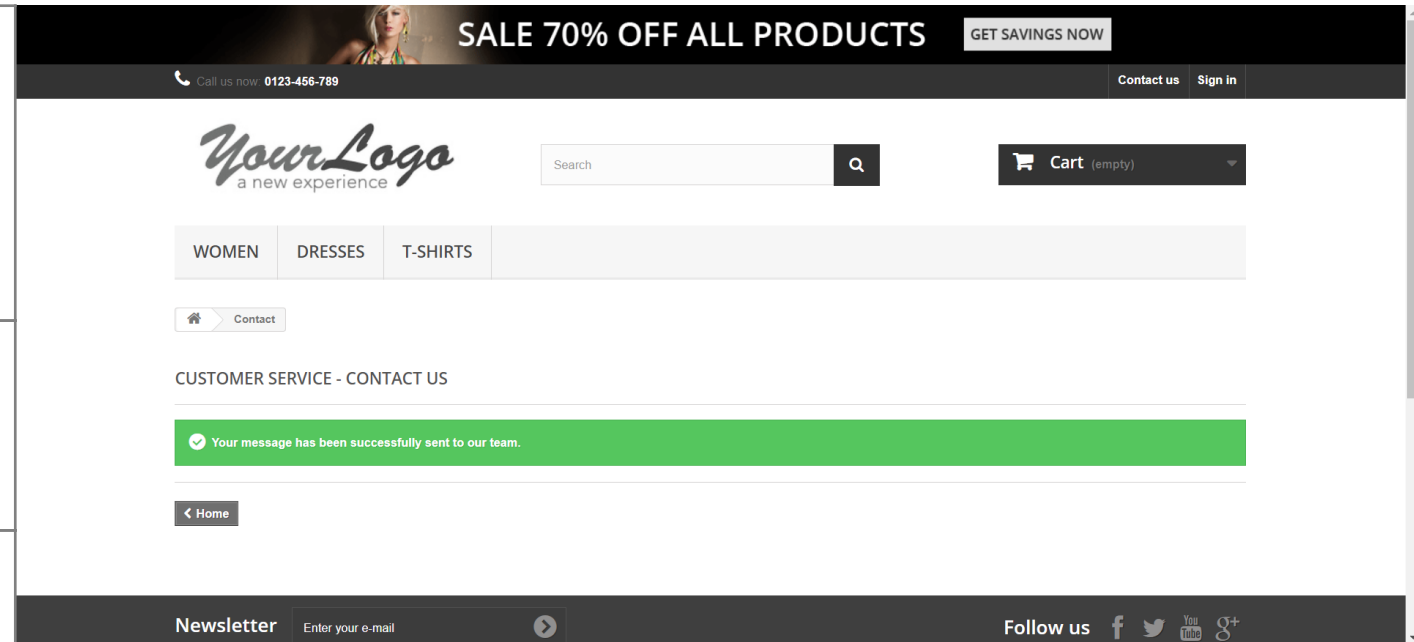 SALE 70% OFF ALL PRODUCTS GET SAVINGS NOW
Call us now: 0123-456-789 Contact us Sign in
YourLogo
a new experience
Search
Cart (empty)
WOMEN DRESSES T-SHIRTS
Contact
CUSTOMER SERVICE - CONTACT US
Your message has been successfully sent to our team.
Home
Newsletter Enter your e-mail Follow us f You Tube g+